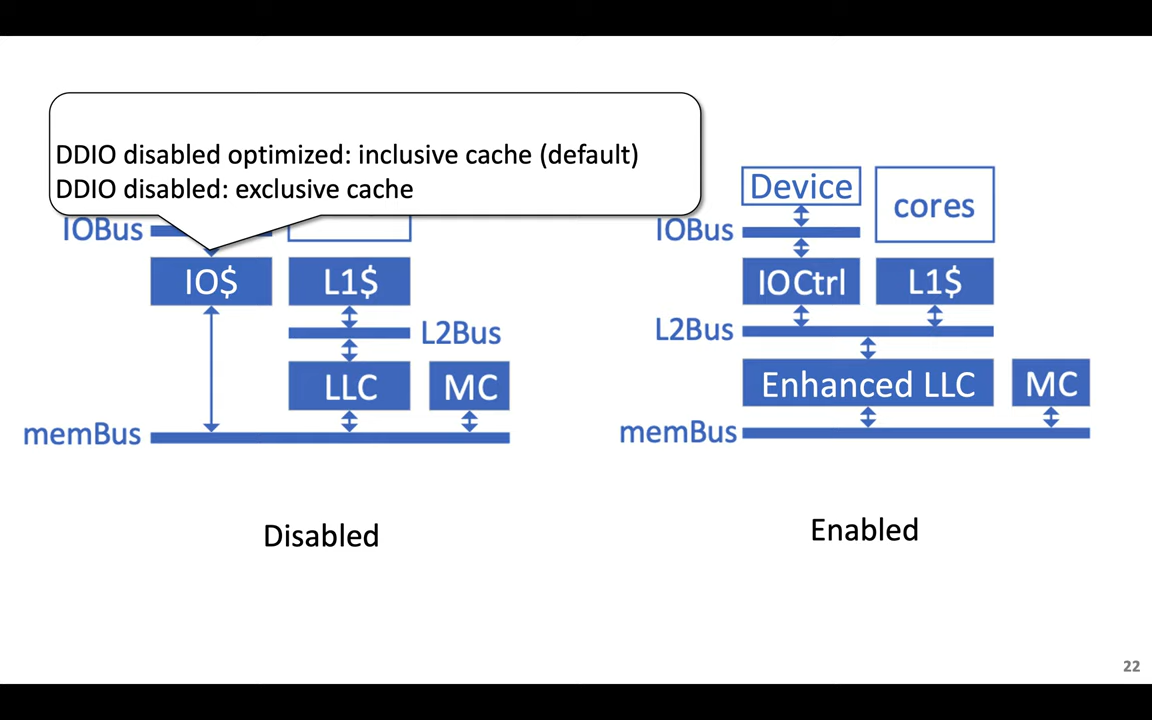 DDIO disabled optimized: inclusive cache (default)
DDIO disabled: exclusive cache
IOBus
IO$
L1$
L2Bus
LLC
MC
memBus
Disabled
Device
cores
IOBus
IOCtrl
L1$
L2Bus
Enhanced LLC
MC
memBus
Enabled
22